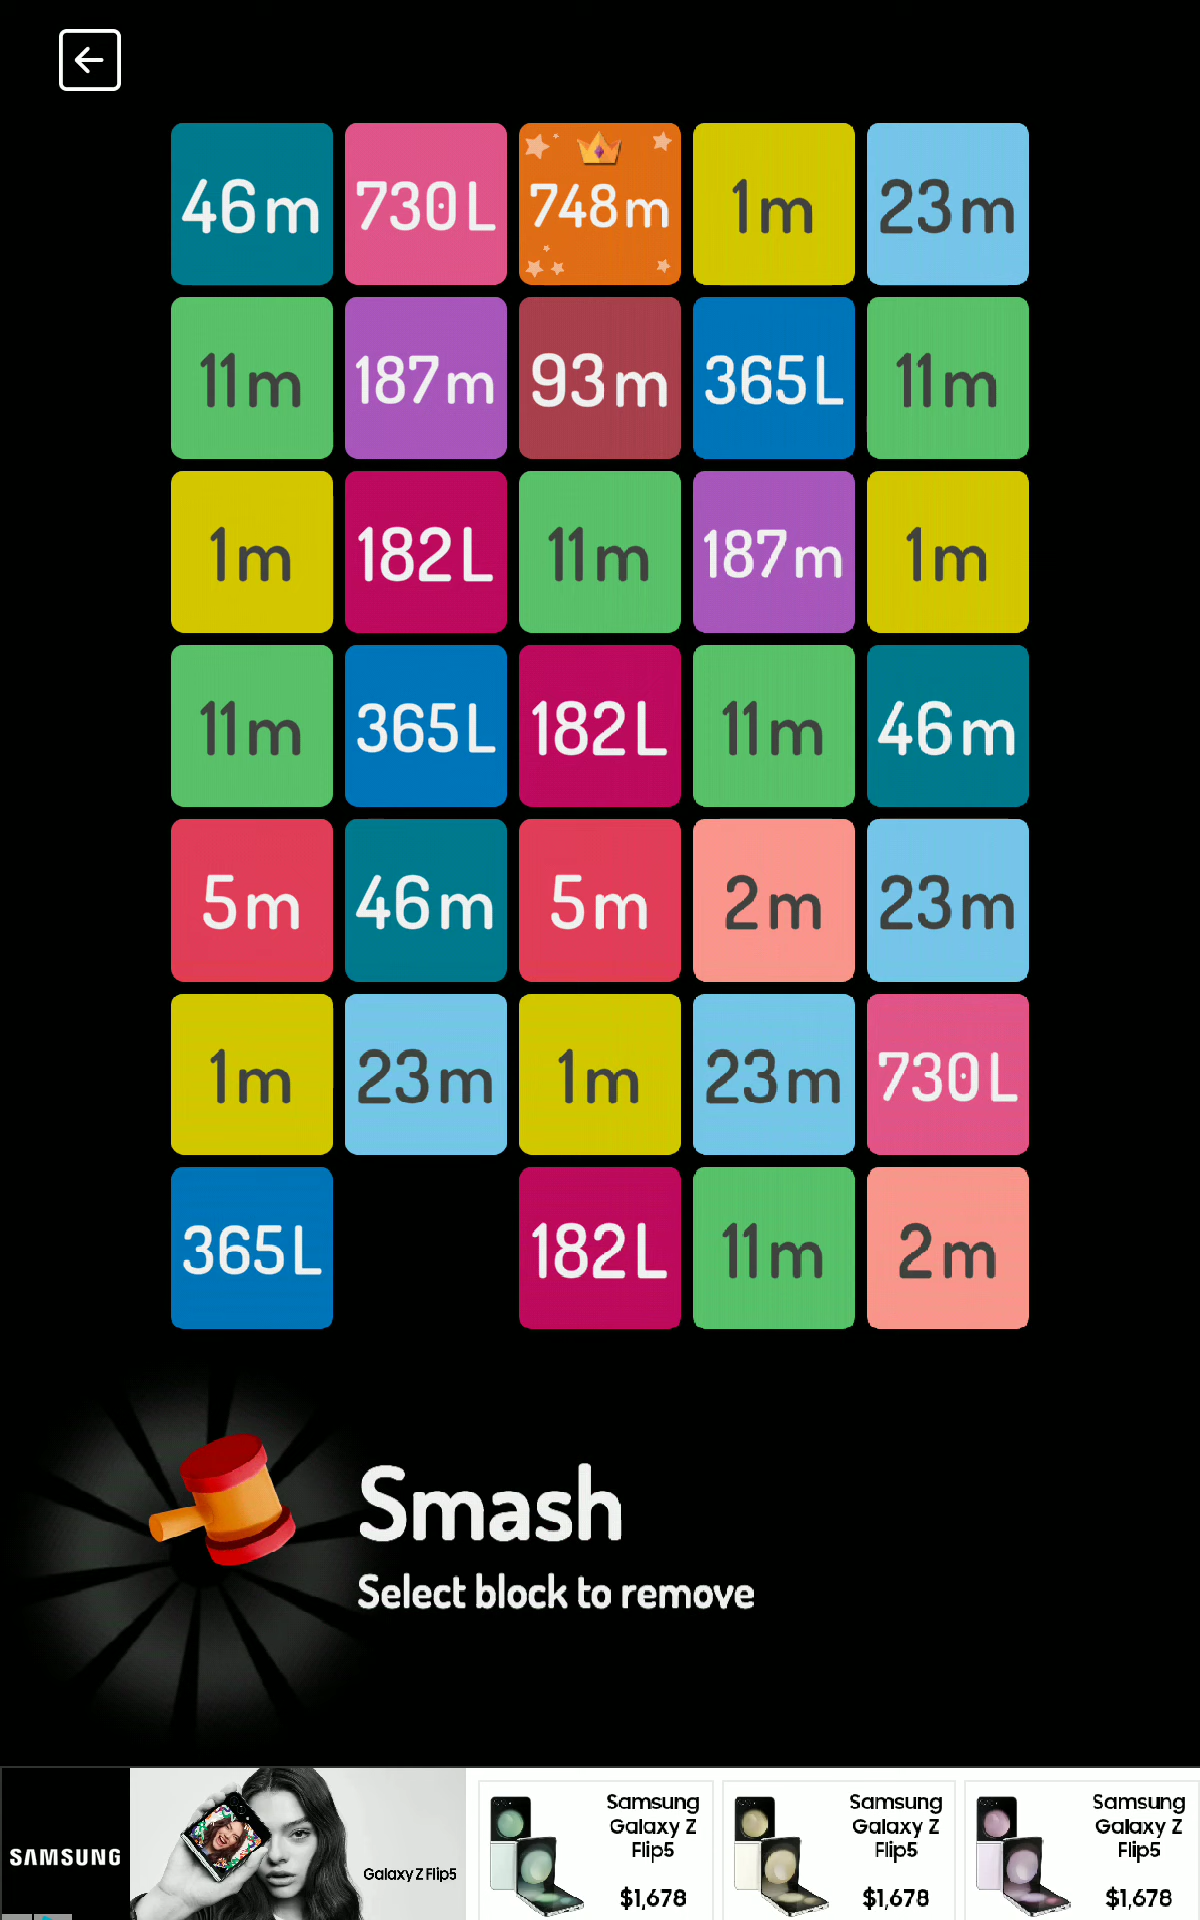 46m 730L 748m 1m 23m
11m 187m 93m 365L 11m
1m 182L 11m 187m 1m
11m 365L 182L 11m 46m
5m 46m 5m 2m 23m
1m 23m 1m 23m 730L
365L 182L 11m 2m
Smash
Select block to remove
SAMSUNG
Galaxy Z Flip5
Samsung
Galaxy Z
Flip5
$1,678
Samsung
Galaxy Z
Flip5
$1,678
Samsung
Galaxy Z
Flip5
$1,678